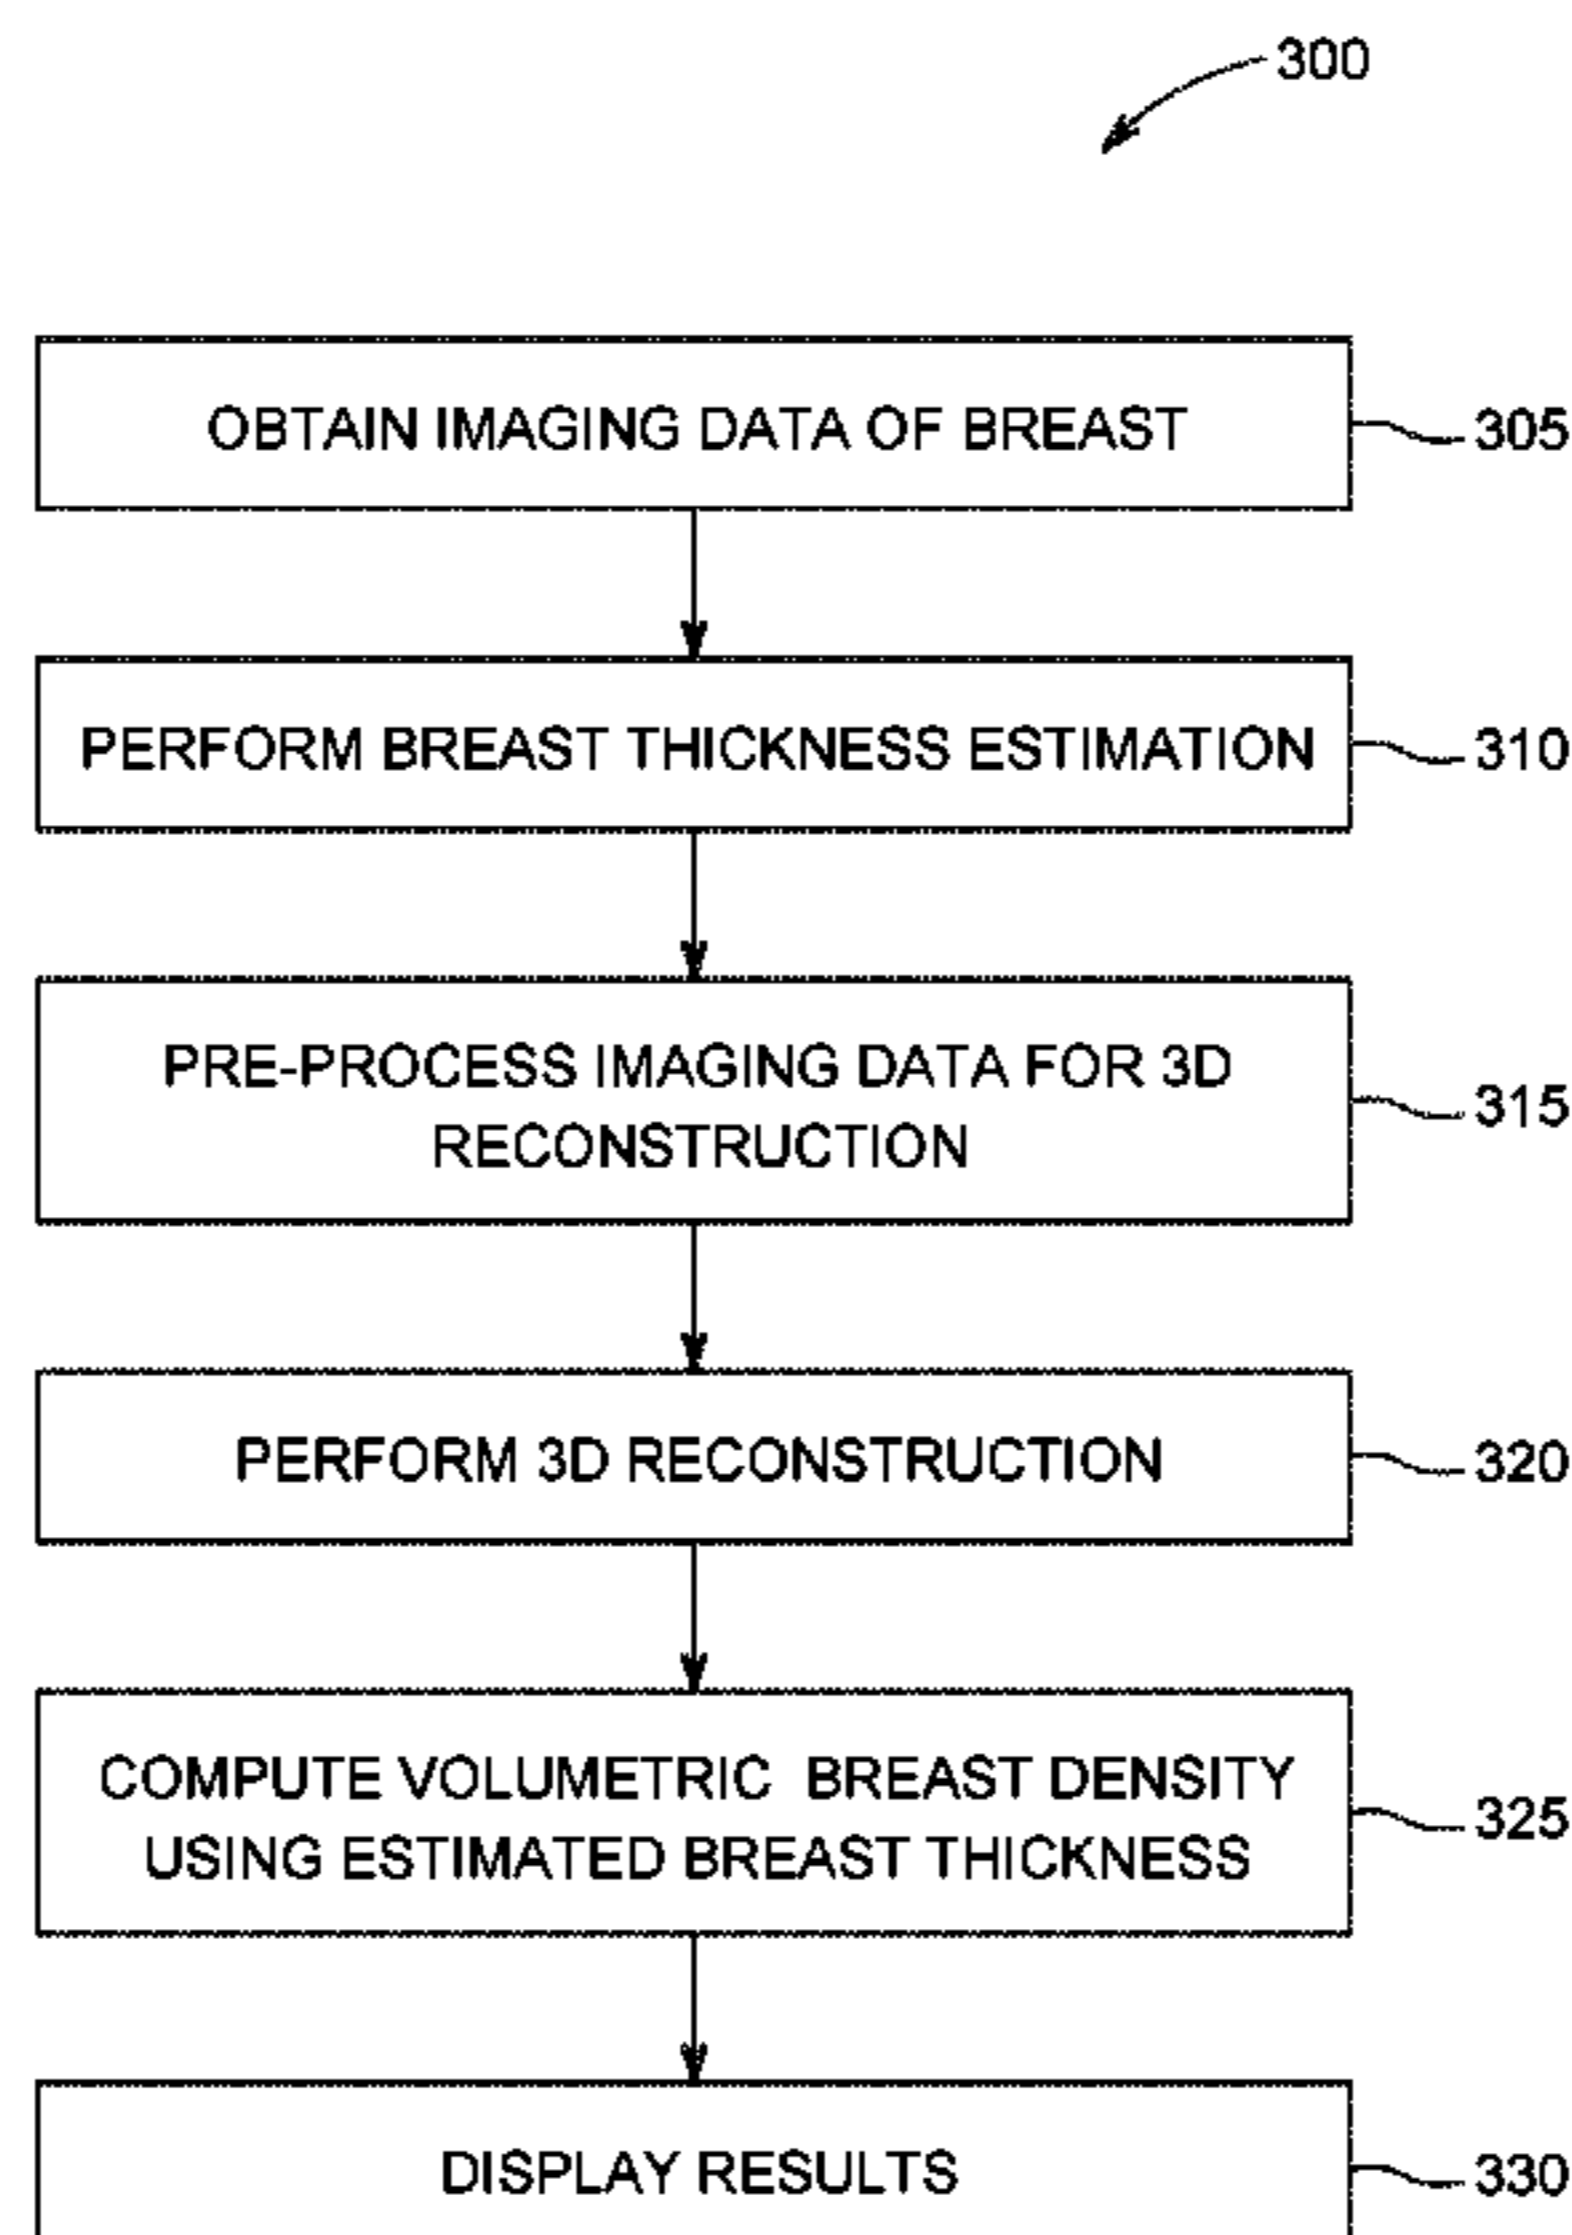 300
OBTAIN IMAGING DATA OF BREAST
305
PERFORM BREAST THICKNESS ESTIMATION
310
PRE-PROCESS IMAGING DATA FOR 3D
RECONSTRUCTION
315
PERFORM 3D RECONSTRUCTION
320
COMPUTE VOLUMETRIC BREAST DENSITY
USING ESTIMATED BREAST THICKNESS
325
DISPLAY RESULTS
330